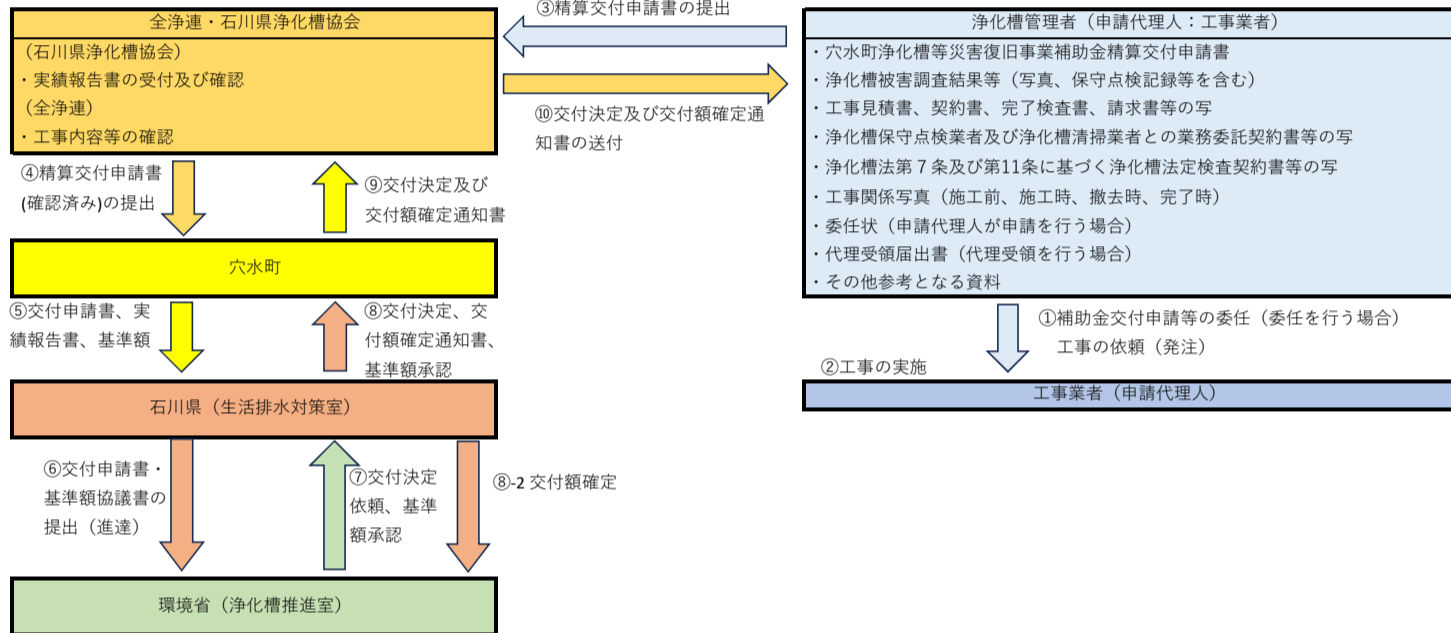 ③精算交付申請書の提出
全浄連・石川県浄化槽協会
(石川県浄化槽協会)
・実績報告書の受付及び確認
(全浄連)
・工事内容等の確認
⑩交付決定及び交付額確定通
知書の送付
浄化槽管理者（申請代理人：工事業者）
・穴水町浄化槽等災害復旧事業補助金精算交付申請書
・浄化槽被害調査結果等（写真、保守点検記録等を含む）
・工事見積書、契約書、完了検査書、請求書等の写
・浄化槽保守点検業者及び浄化槽清掃業者との業務委託契約書等の写
・浄化槽法第７条及び第11条に基づく浄化槽法定検査契約書等の写
・工事関係写真（施工前、施工時、撤去時、完了時）
・委任状（申請代理人が申請を行う場合）
・代理受領届出書（代理受領を行う場合）
・その他参考となる資料
④精算交付申請書
(確認済み)の提出
⑨交付決定及び
交付額確定通知書
穴水町
⑤交付申請書、実
績報告書、基準額
⑧交付決定、交
付額確定通知書、
基準額承認
①補助金交付申請等の委任（委任を行う場合）
工事の依頼（発注）
②工事の実施
工事業者（申請代理人）
石川県（生活排水対策室）
⑥交付申請書・
基準額協議書の
提出（進達）
⑦交付決定
依頼、基準
額承認
⑧-2 交付額確定
環境省（浄化槽推進室）